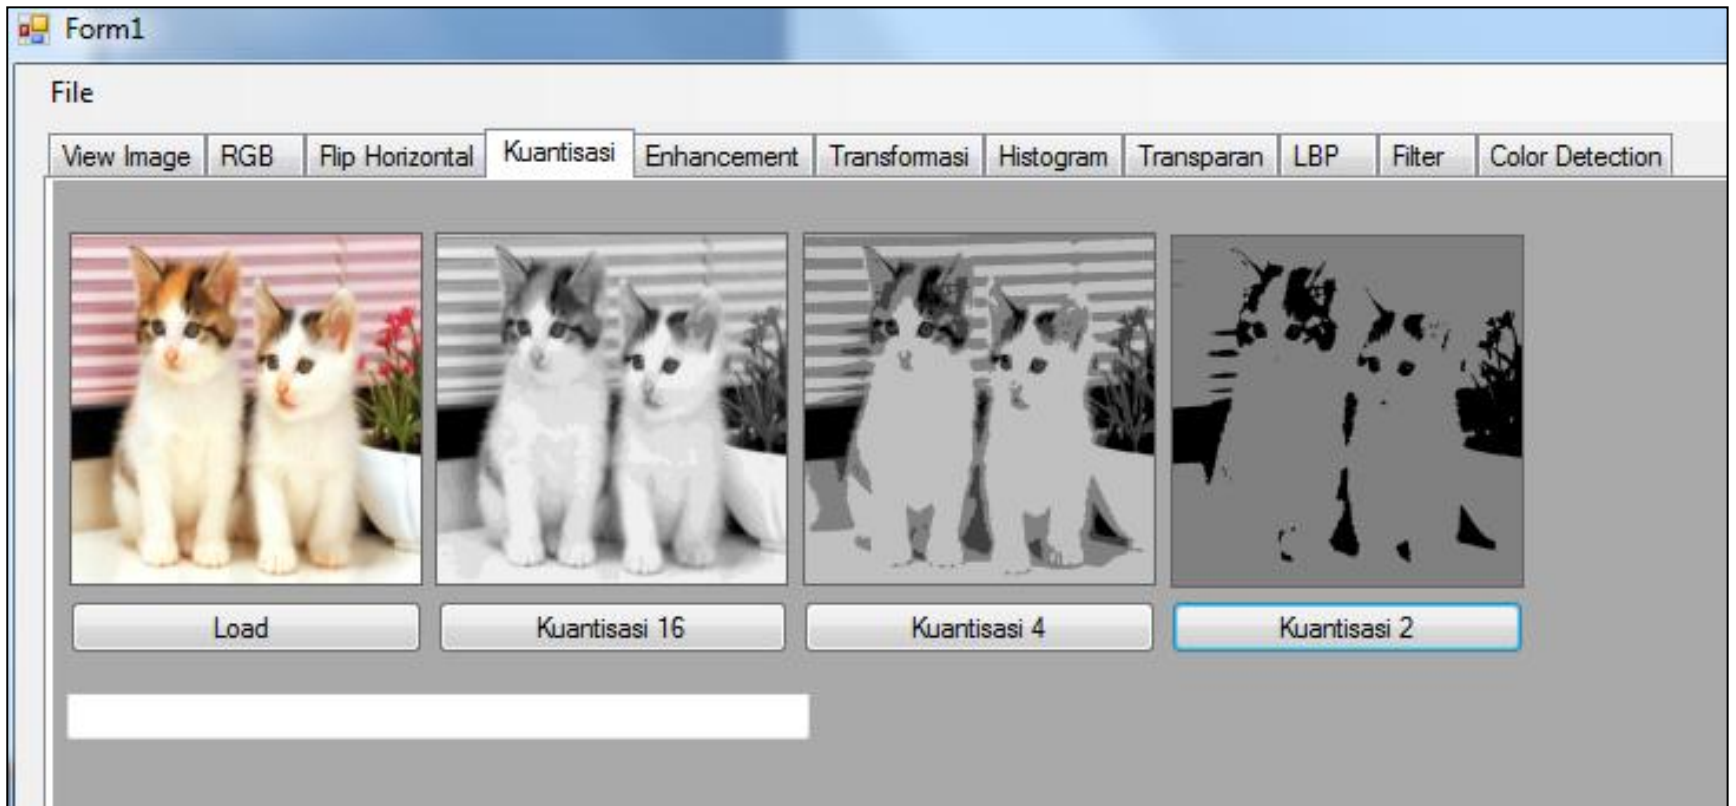 Form1
File
View Image RGB Flip Horizontal Kuantisasi Enhancement Transformasi Histogram Transparan LBP Filter Color Detection
Load Kuantisasi 16 Kuantisasi 4 Kuantisasi 2